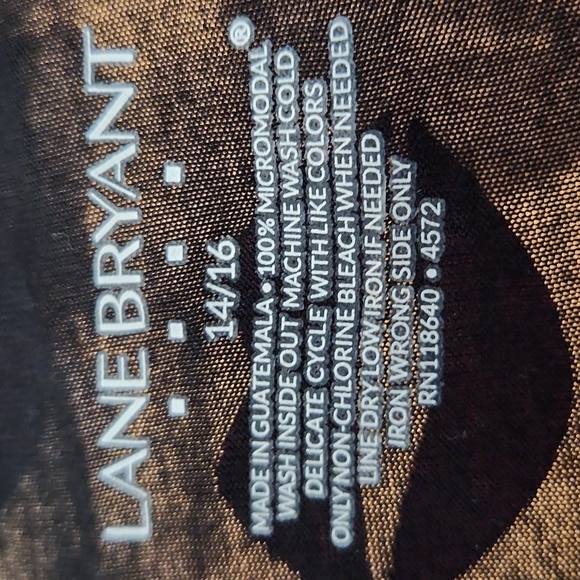 LANE BRYANT
14/16
®
MADE IN GUATEMALA • 100% MICROMODAL
WASH INSIDE OUT MACHINE WASH COLD
DELICATE CYCLE WITH LIKE COLORS
ONLY NON-CHLORINE BLEACH WHEN NEEDED
LINE DRY LOW IRON IF NEEDED
IRON WRONG SIDE ONLY
RN118640 • 4572